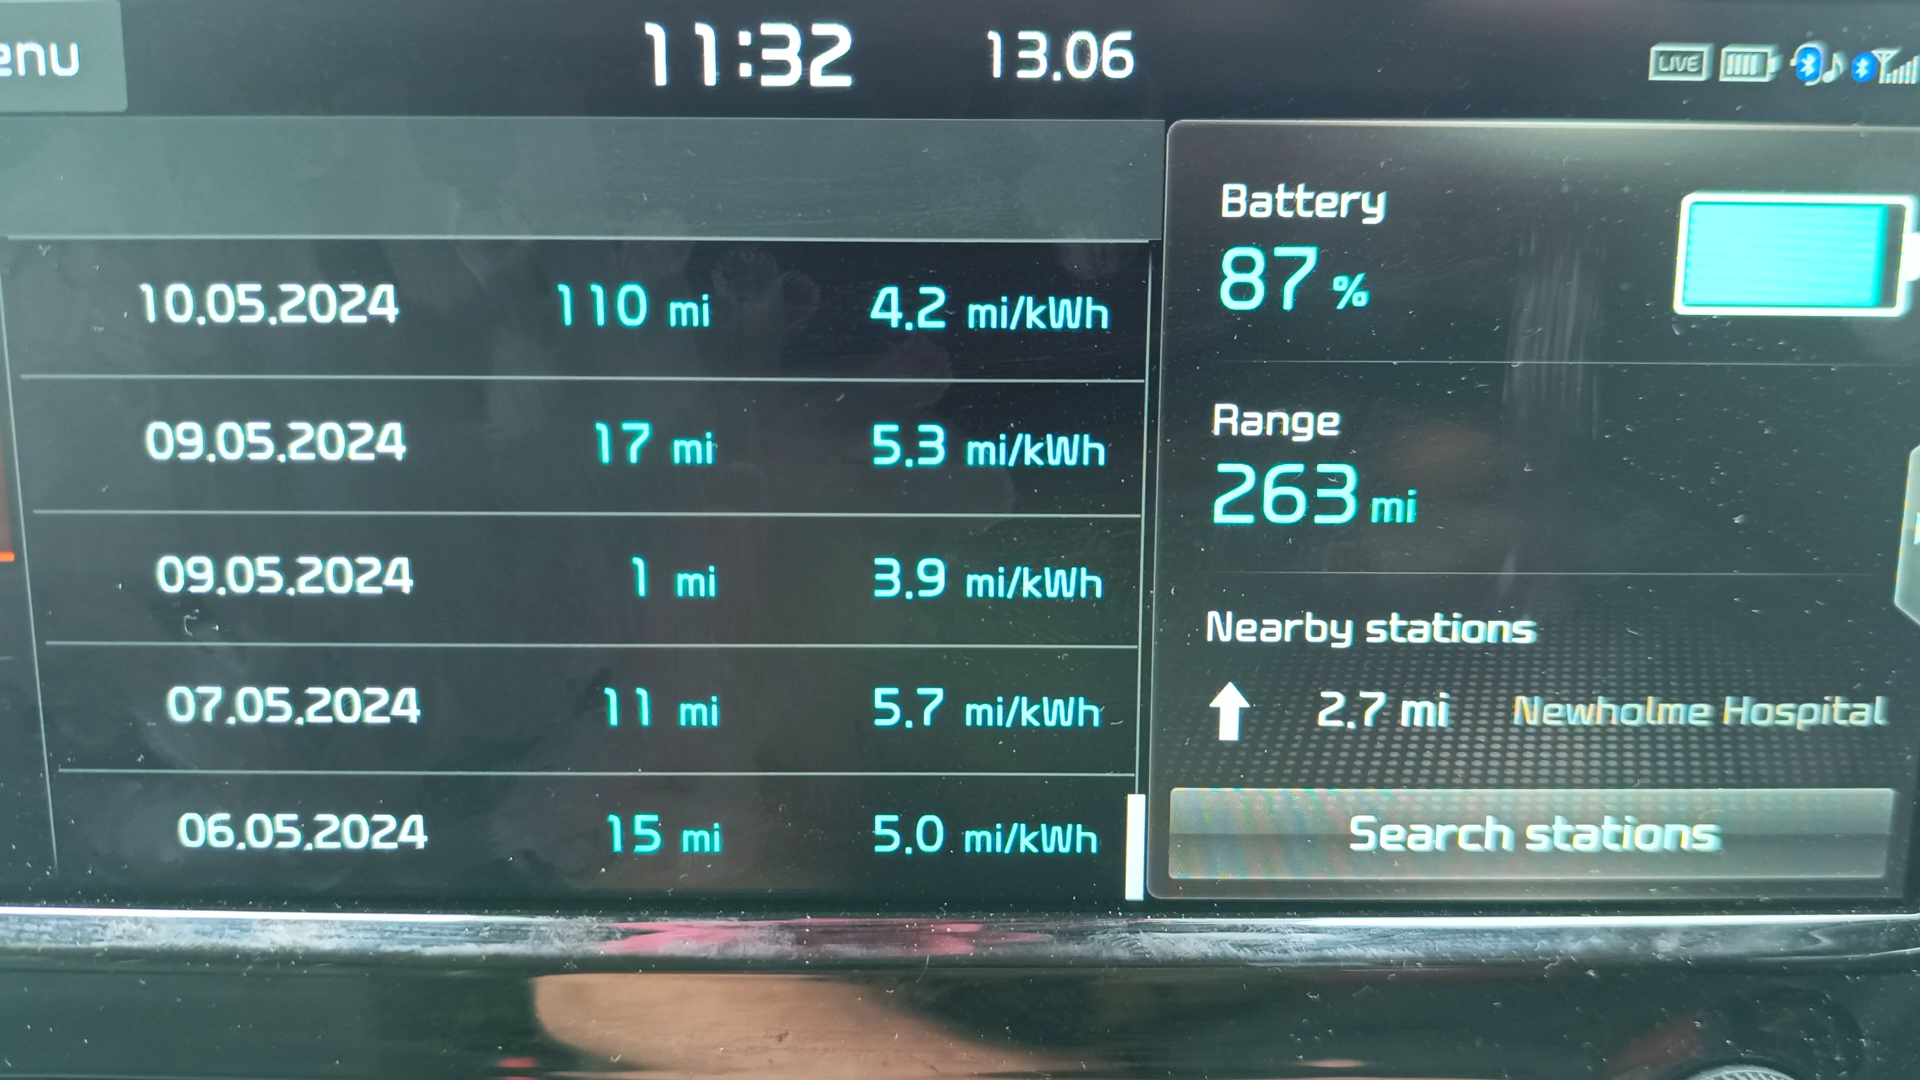 enu
11:32 13.06
LIVE
10.05.2024 110 mi 4.2 mi/kWh
09.05.2024 17 mi 5.3 mi/kWh
09.05.2024 1 mi 3.9 mi/kWh
07.05.2024 11 mi 5.7 mi/kWh
06.05.2024 15 mi 5.0 mi/kWh
Battery
87 %
Range
263 mi
Nearby stations
2.7 mi Newholme Hospital
Search stations